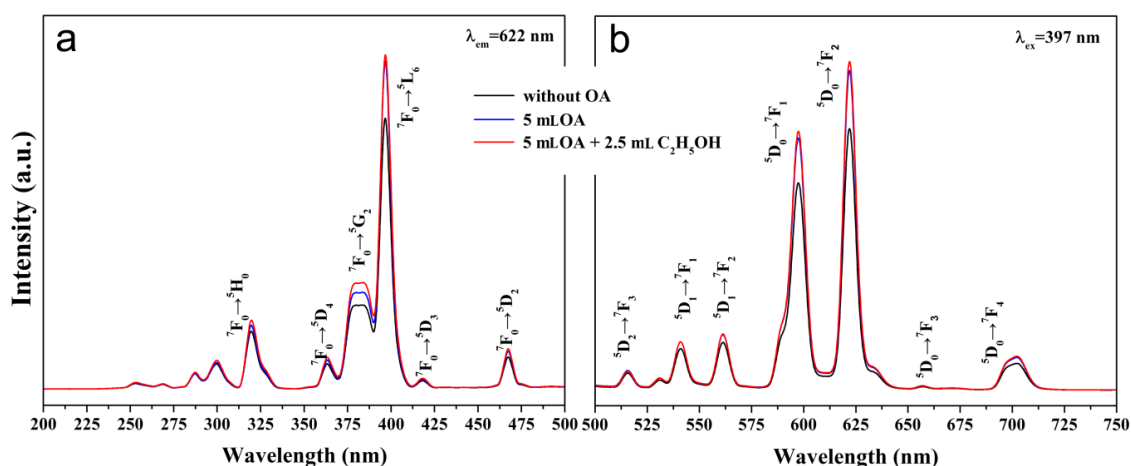 a
λem=622 nm
⁷F₀→⁵L₆
⁷F₀→⁵G₂
⁷F₀→⁵H₀
⁷F₀→⁵D₄
⁷F₀→⁵D₃
⁷F₀→⁵D₂
Intensity (a.u.)
200 225 250 275 300 325 350 375 400 425 450 475 500
Wavelength (nm)
without OA
5 mLOA
5 mLOA + 2.5 mL C₂H₅OH
b
λex=397 nm
⁵D₀→⁷F₂
⁵D₀→⁷F₁
⁵D₂→⁷F₃
⁵D₁→⁷F₁
⁵D₁→⁷F₂
⁵D₀→⁷F₃
⁵D₀→⁷F₄
500 525 550 575 600 625 650 675 700 725 750
Wavelength (nm)